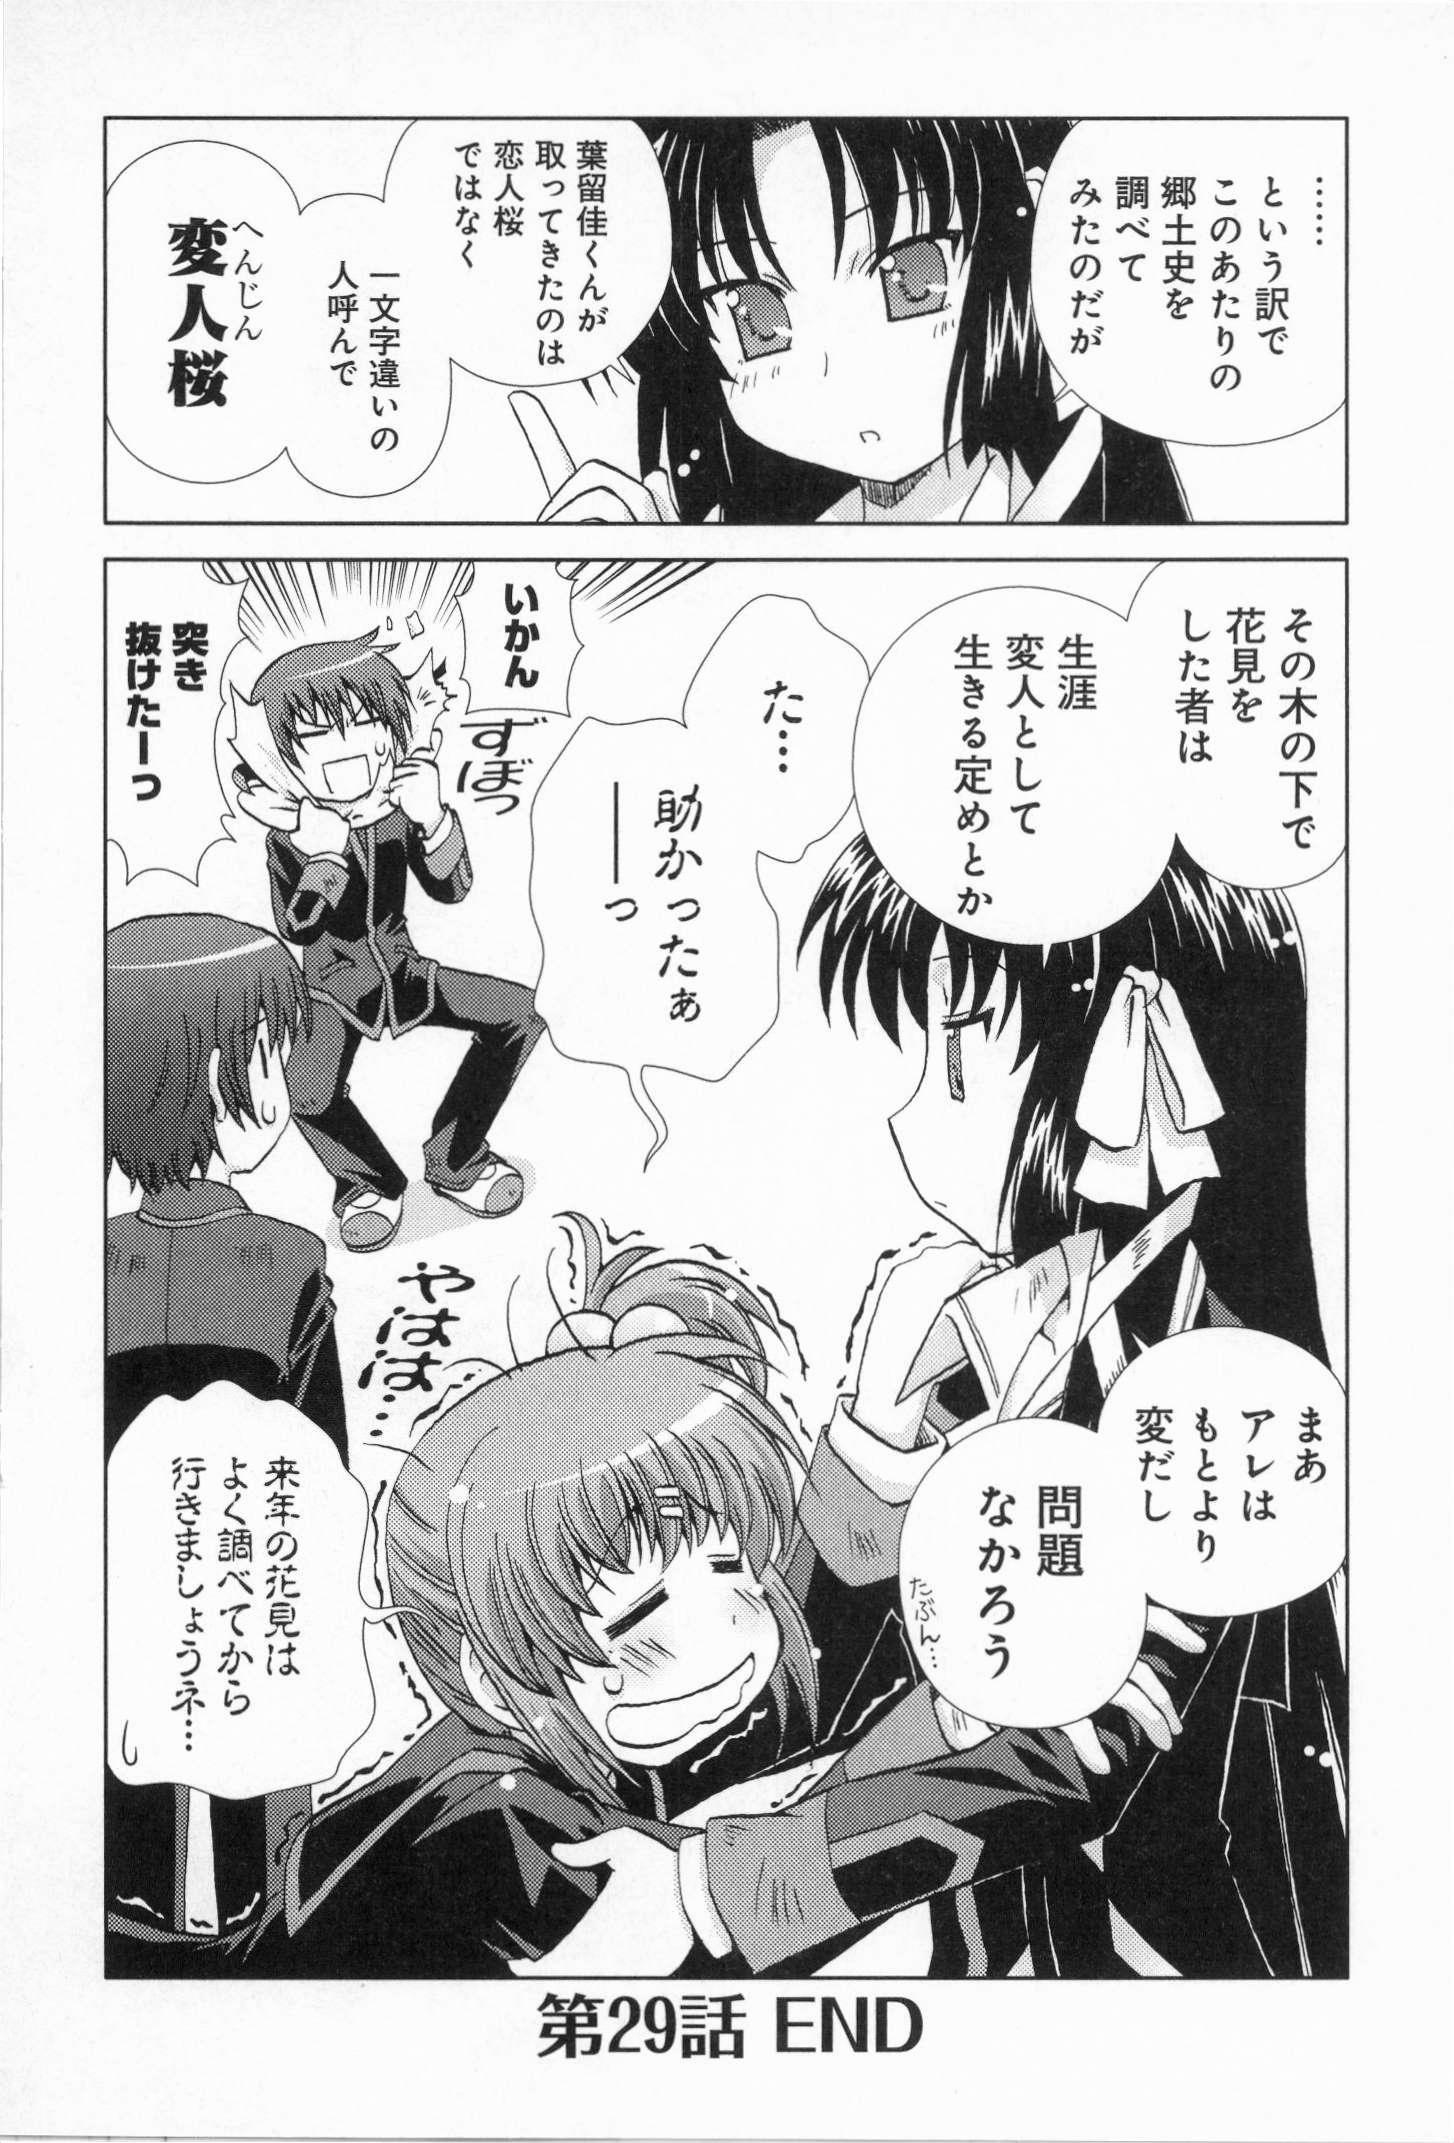 ……
という訳で
このあたりの
郷土史を
調べて
みたのだが
葉留佳くんが
取ってきたのは
恋人桜
ではなく
一文字違いの
人呼んで
へんじん
変人桜
その木の下で
花見を
した者は
生涯
変人として
生きる定めとか
た…
助かったぁ
――っ
いかん
ずぼっ
突き
抜けたーっ
まあ
アレは
もとより
変だし
問題
なかろう
たぶん…
やはは…
来年の花見は
よく調べてから
行きましょうネ…
第29話 END